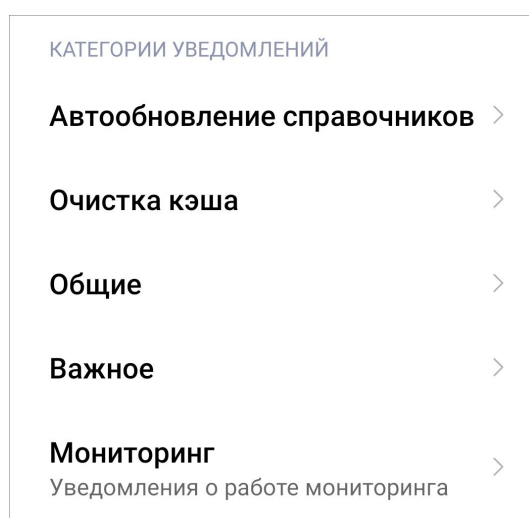 КАТЕГОРИИ УВЕДОМЛЕНИЙ
Автообновление справочников
Очистка кэша
Общие
Важное
Мониторинг
Уведомления о работе мониторинга